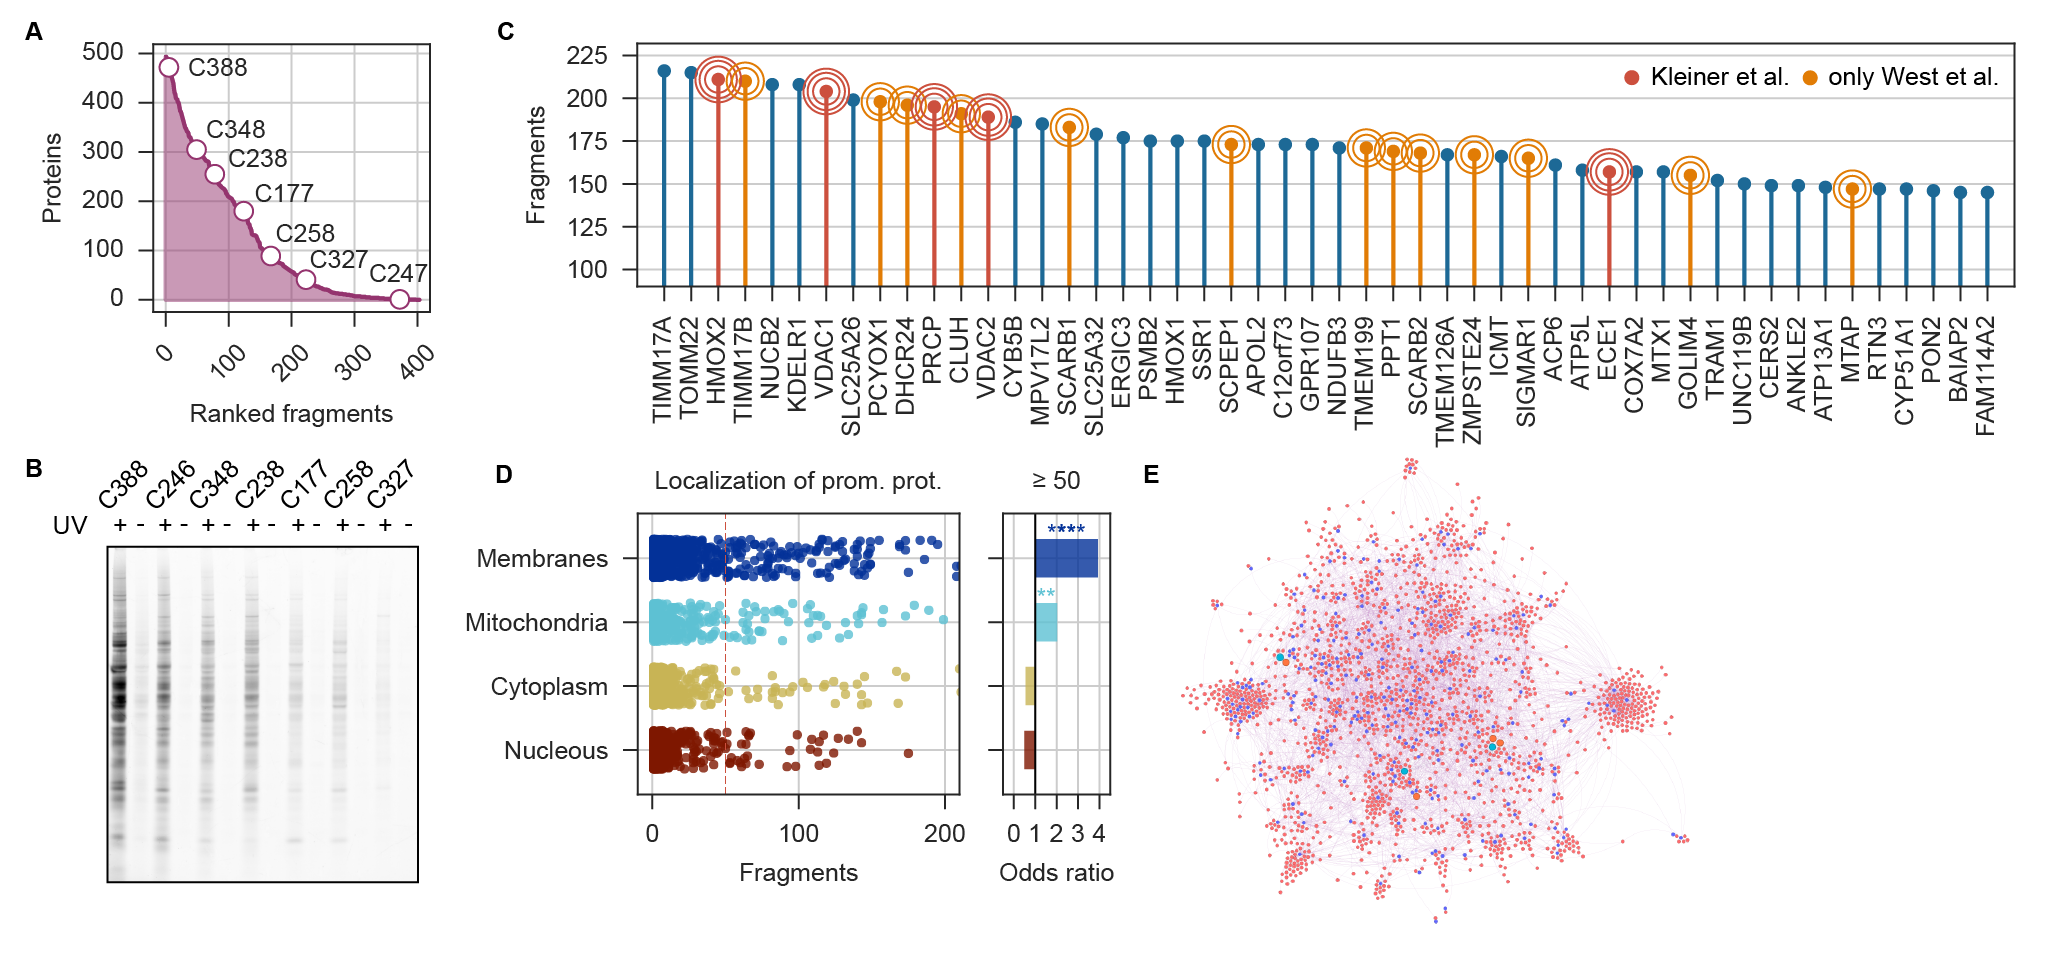 A
500
400
300
200
100
0
Proteins
C388
C348
C238
C177
C258
C327
C247
0
100
200
300
400
Ranked fragments
B
C388
C246
C348
C238
C177
C258
C327
UV + - + - + - + - + - + - + -
C
225
200
175
150
125
100
Fragments
Kleiner et al.
only West et al.
TIMM17A
TOMM22
HMOX2
TIMM17B
NUCB2
KDELR1
VDAC1
SLC25A26
PCYOX1
DHCR24
PRCP
CLUH
VDAC2
CYB5B
MPV17L2
SCARB1
SLC25A32
ERGIC3
PSMB2
HMOX1
SSR1
SCPEP1
APOL2
C12orf73
GPR107
NDUFB3
TMEM199
PPT1
SCARB2
TMEM126A
ZMPSTE24
ICMT
SIGMAR1
ACP6
ATP5L
ECE1
COX7A2
MTX1
GOLIM4
TRAM1
UNC119B
CERS2
ANKLE2
ATP13A1
MTAP
RTN3
CYP51A1
PON2
BAIAP2
FAM114A2
D
Localization of prom. prot.
≥ 50
Membranes
Mitochondria
Cytoplasm
Nucleous
****
**
0 100 200
Fragments
0 1 2 3 4
Odds ratio
E